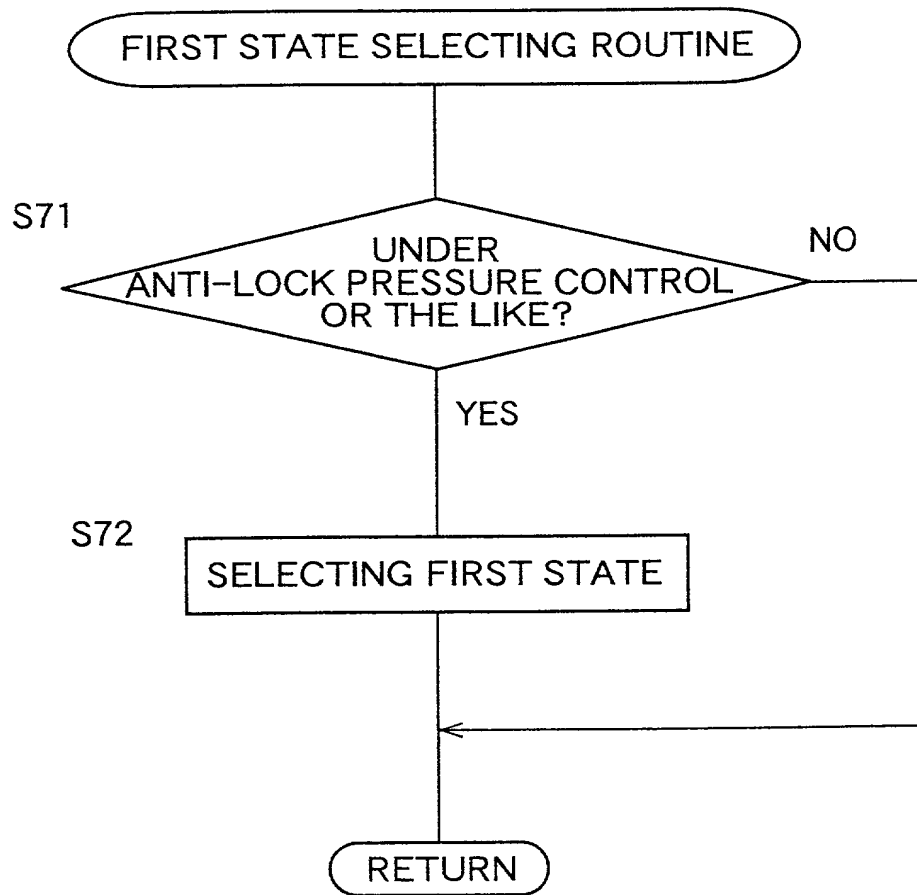 FIRST STATE SELECTING ROUTINE
S71
UNDER
ANTI-LOCK PRESSURE CONTROL
OR THE LIKE?
NO
YES
S72
SELECTING FIRST STATE
RETURN